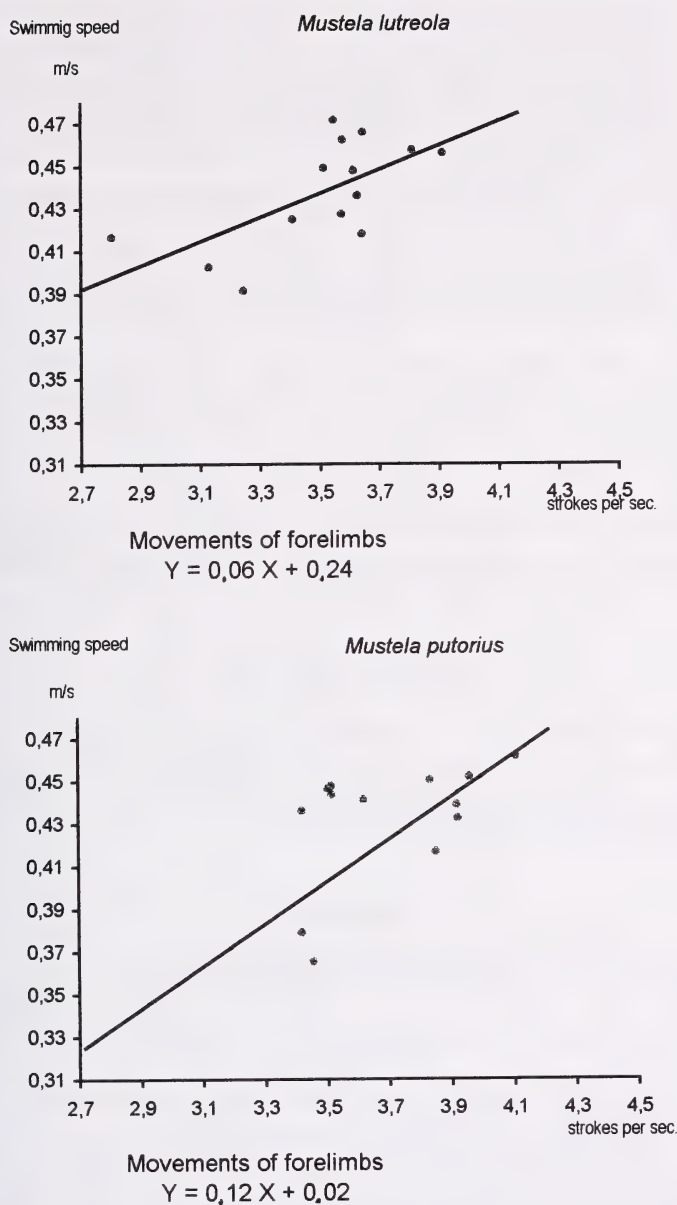 Swimmig speed
Mustela lutreola
m/s
0,47
0,45
0,43
0,41
0,39
0,37
0,35
0,33
0,31
2,7 2,9 3,1 3,3 3,5 3,7 3,9 4,1 4,3 4,5
strokes per sec.
Movements of forelimbs
Y = 0,06 X + 0,24
Swimming speed
Mustela putorius
m/s
0,47
0,45
0,43
0,41
0,39
0,37
0,35
0,33
0,31
2,7 2,9 3,1 3,3 3,5 3,7 3,9 4,1 4,3 4,5
strokes per sec.
Movements of forelimbs
Y = 0,12 X + 0,02